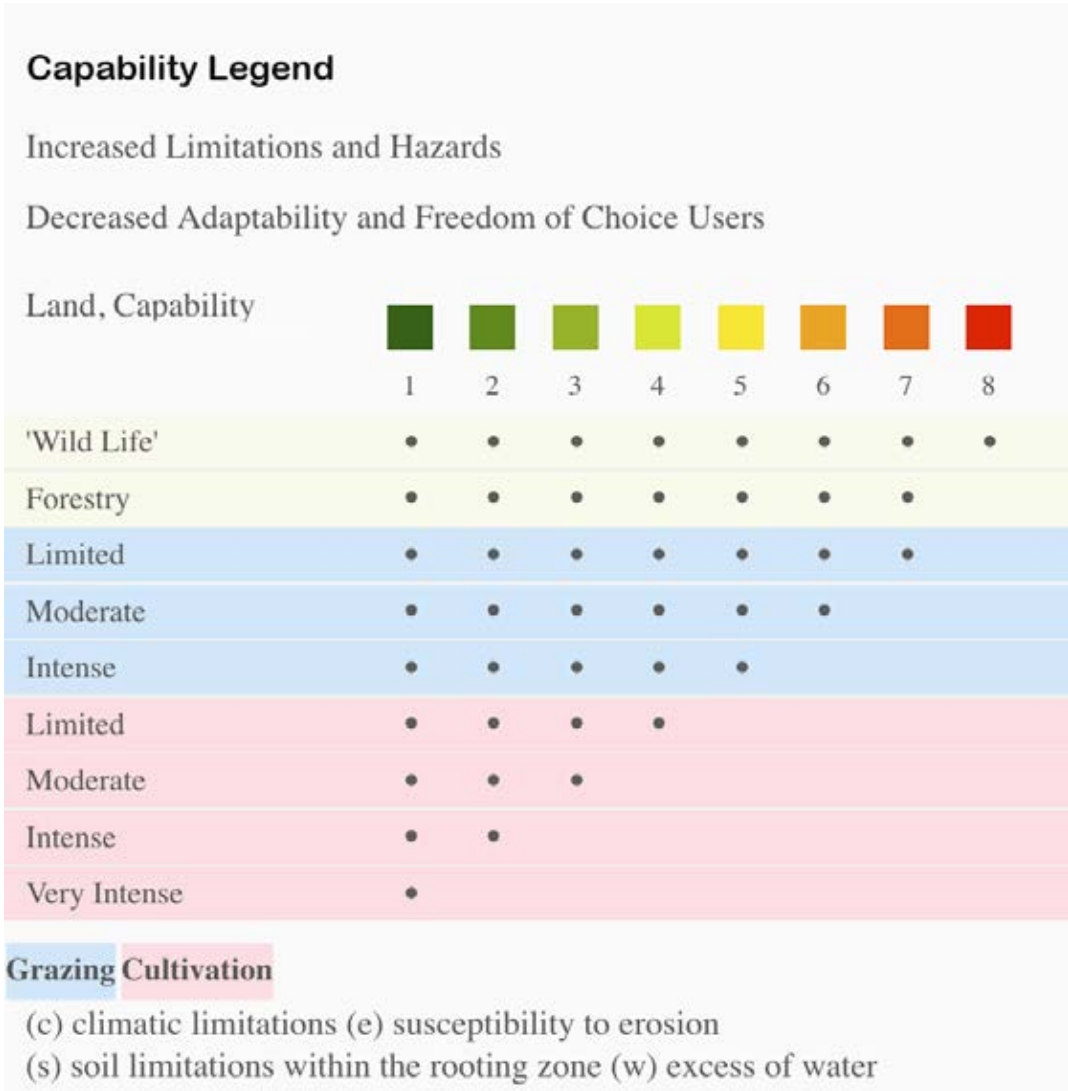 Capability Legend
Increased Limitations and Hazards
Decreased Adaptability and Freedom of Choice Users
Land, Capability
1 2 3 4 5 6 7 8
'Wild Life'
Forestry
Limited
Moderate
Intense
Limited
Moderate
Intense
Very Intense
Grazing Cultivation
(c) climatic limitations (e) susceptibility to erosion
(s) soil limitations within the rooting zone (w) excess of water